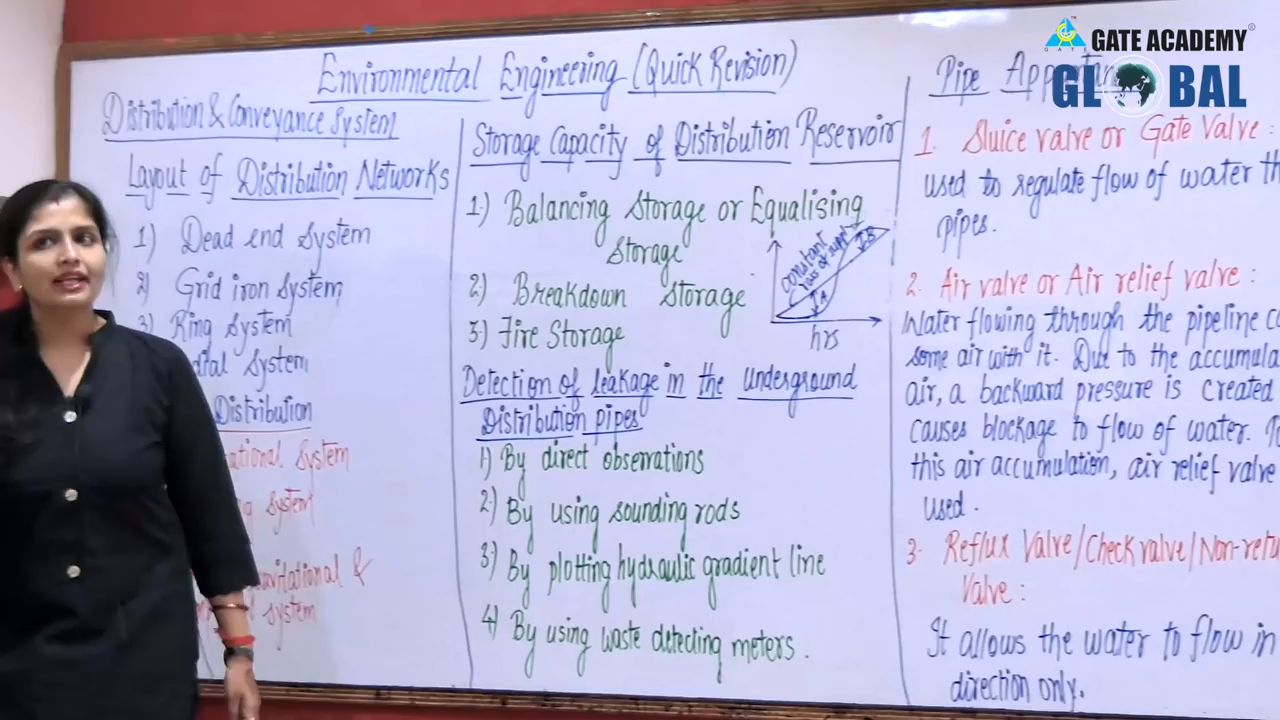 Environmental Engineering (Quick Revision)
Distribution & Conveyance System
Layout of Distribution Networks
1) Dead end System
2) Grid iron System
3) Ring System
System
Distribution
System
System
&
System
Storage Capacity of Distribution Reservoir
1.) Balancing Storage or Equalising
Storage
2.) Breakdown Storage
3.) Fire Storage
constant
hrs
Detection of leakage in the Underground
Distribution pipes
1) By direct obserrations
2.) By using sounding rods
3) By plotting hydraulic gradient line
4) By using waste detecting meters.
GATE ACADEMY
GATE
GLOBAL
Pipe
1. Sluice valve or Gate Valve:
used to regulate flow of water
pipes.
2. Air valve or Air relief valve:
Water flowing through the pipeline
some air with it. Due to the
air, a backward pressure is created
causes blockage to flow of water.
this air accumulation, air relief valve
used.
3. Reflux Valve/Check valve/
Valve:
It allows the water to flow in
direction only.